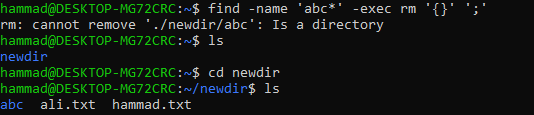 hammad@DESKTOP-MG72CRC:~$ find -name 'abc*' -exec rm '{}' ';'
rm: cannot remove './newdir/abc': Is a directory
hammad@DESKTOP-MG72CRC:~$ ls
newdir
hammad@DESKTOP-MG72CRC:~$ cd newdir
hammad@DESKTOP-MG72CRC:~/newdir$ ls
abc  ali.txt  hammad.txt